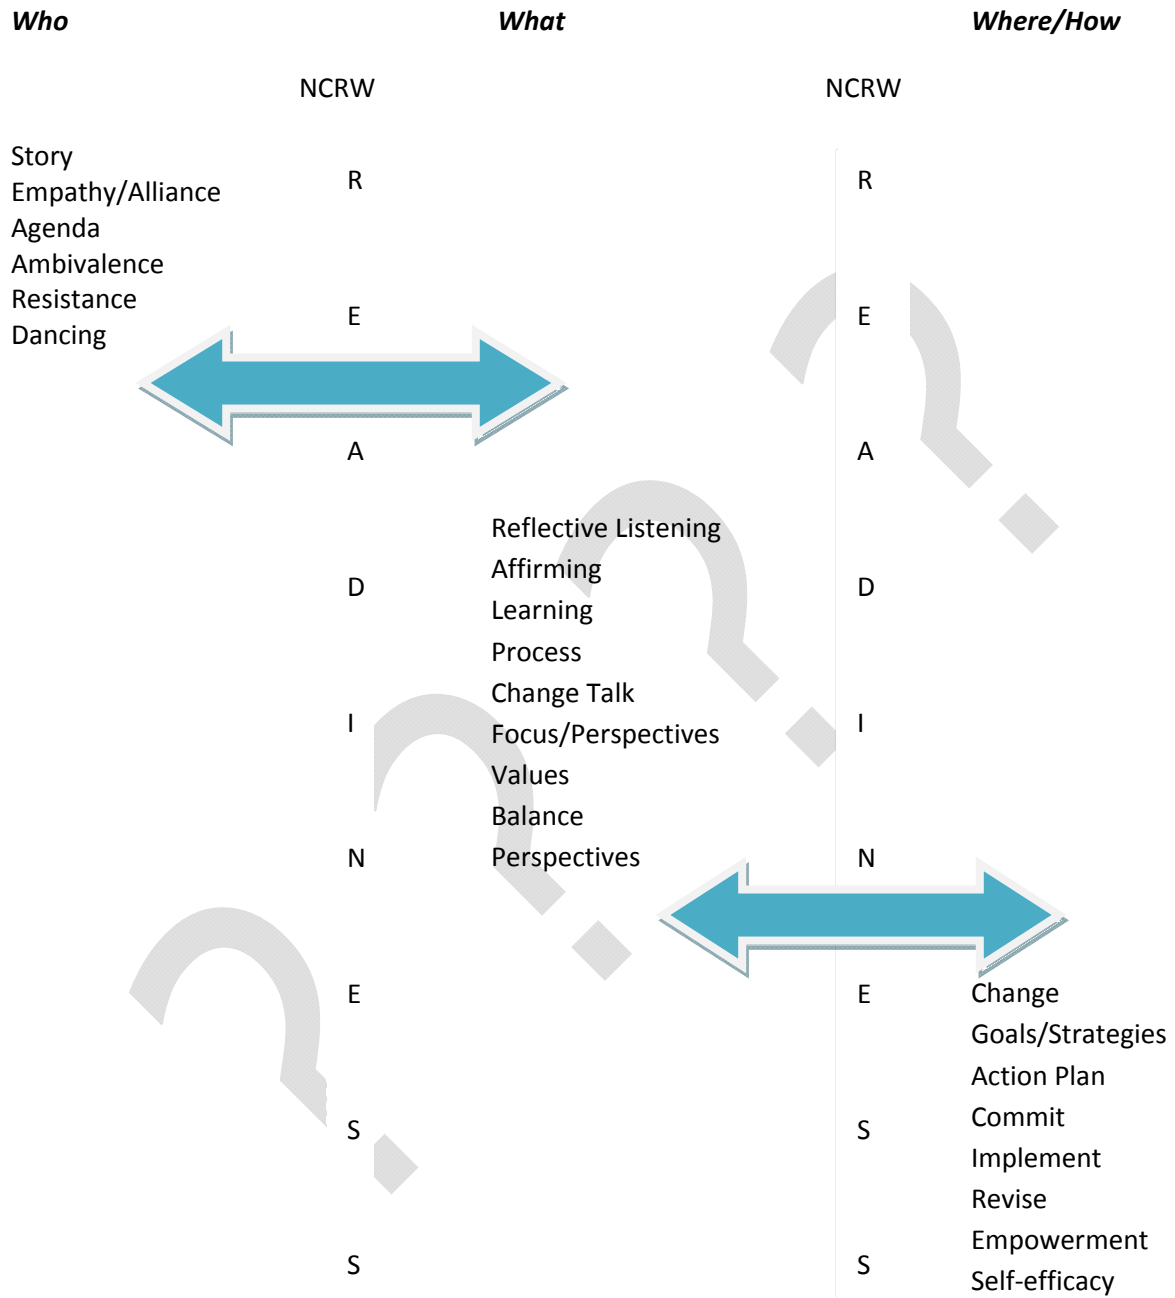 Who What Where/How
NCRW NCRW
Story
Empathy/Alliance
Agenda
Ambivalence
Resistance
Dancing
R
E
A
D
I
N
E
S
S
Reflective Listening
Affirming
Learning
Process
Change Talk
Focus/Perspectives
Values
Balance
Perspectives
R
E
A
D
I
N
E
S
S
Change
Goals/Strategies
Action Plan
Commit
Implement
Revise
Empowerment
Self-efficacy
? ? ? ?